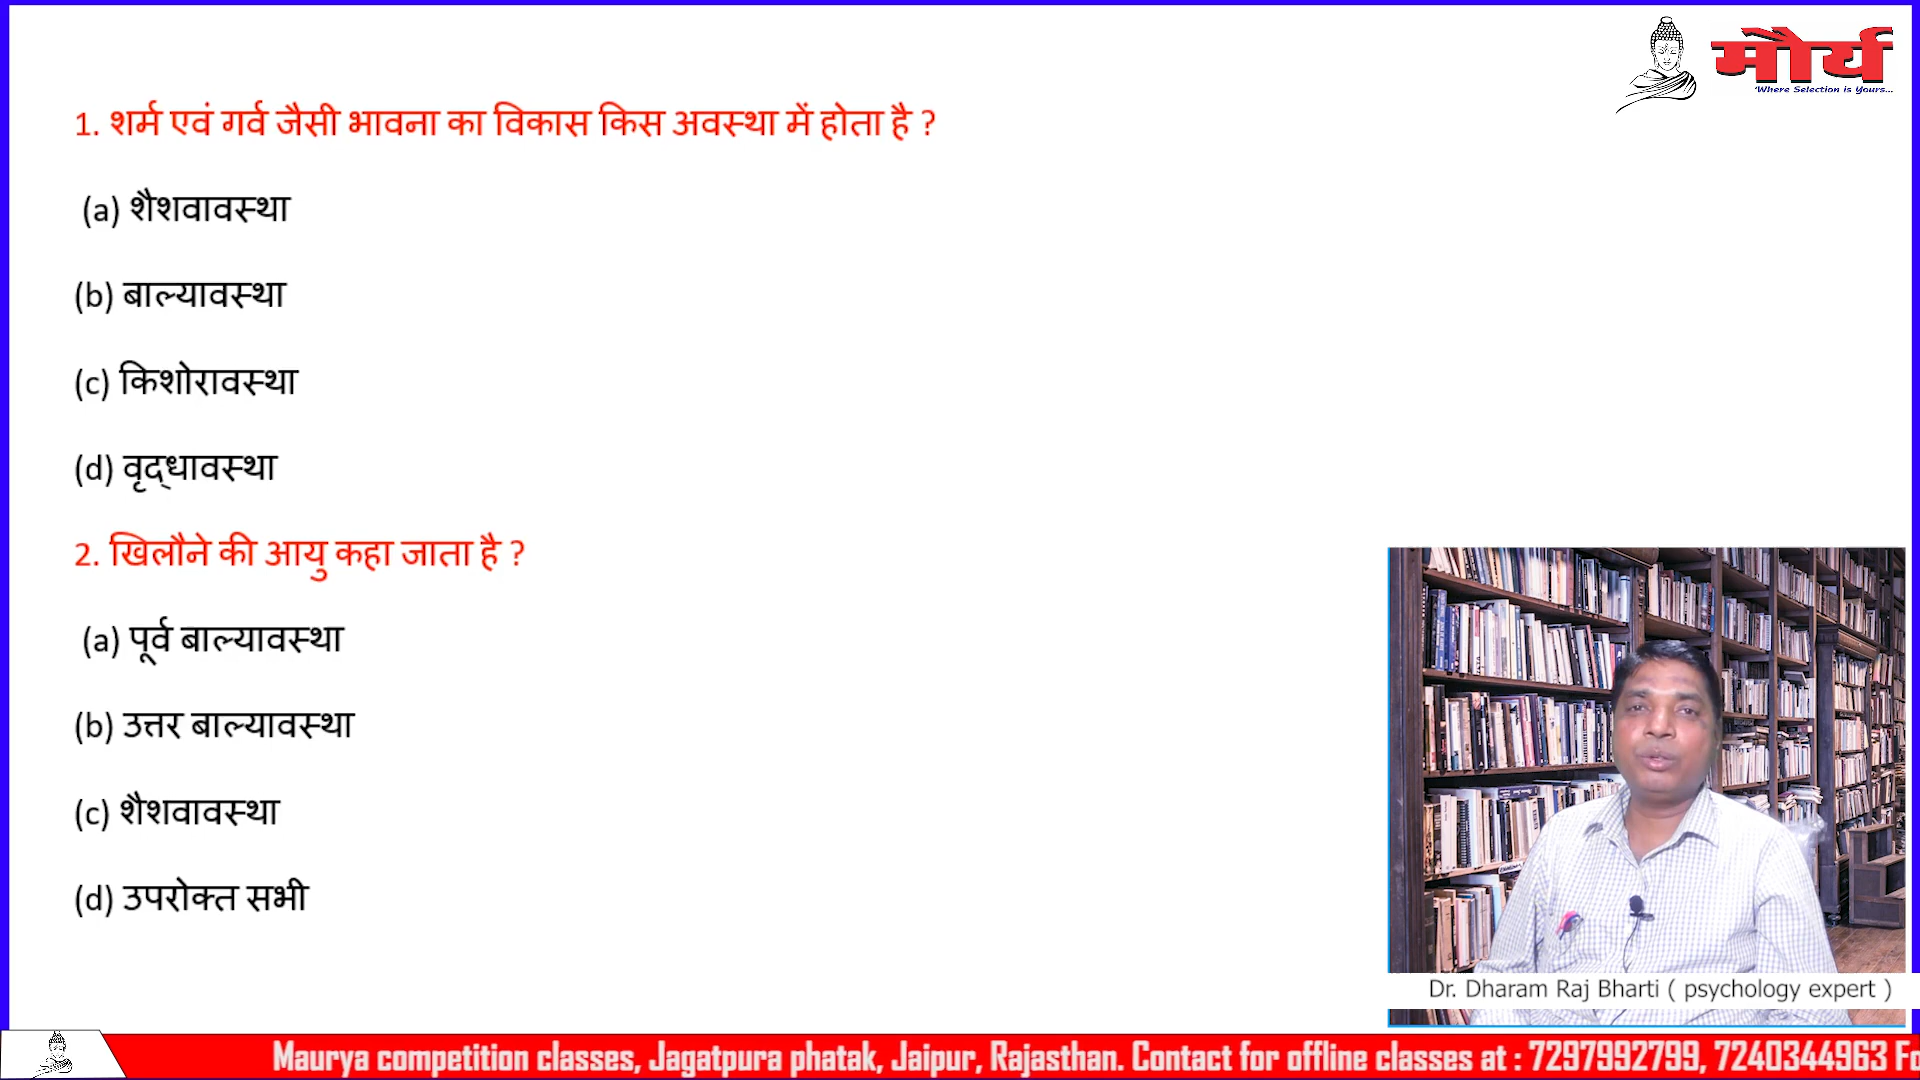 मौर्य
'Where Selection is Yours...
1. शर्म एवं गर्व जैसी भावना का विकास किस अवस्था में होता है ?
(a) शैशवावस्था
(b) बाल्यावस्था
(c) किशोरावस्था
(d) वृद्धावस्था
2. खिलौने की आयु कहा जाता है ?
(a) पूर्व बाल्यावस्था
(b) उत्तर बाल्यावस्था
(c) शैशवावस्था
(d) उपरोक्त सभी
Dr. Dharam Raj Bharti ( psychology expert )
Maurya competition classes, Jagatpura phatak, Jaipur, Rajasthan. Contact for offline classes at : 7297992799, 7240344963 Fo